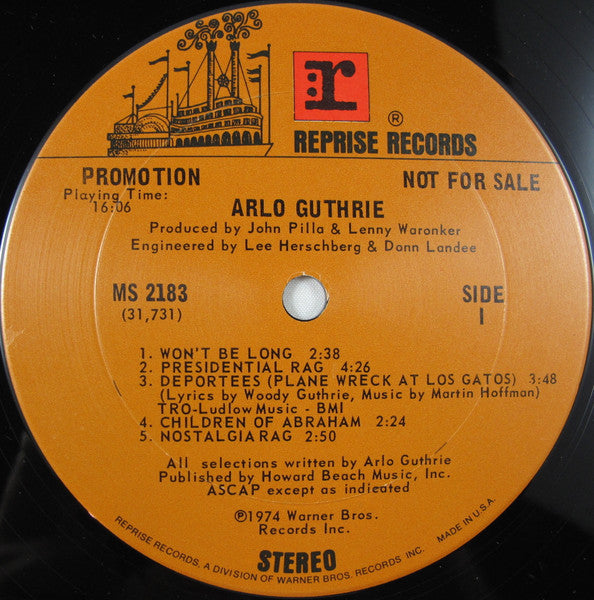 r
®
REPRISE RECORDS
PROMOTION
NOT FOR SALE
Playing Time:
16:06
ARLO GUTHRIE
Produced by John Pilla & Lenny Waronker
Engineered by Lee Herschberg & Donn Landee
MS 2183
(31,731)
SIDE
1
1. WON'T BE LONG 2:38
2. PRESIDENTIAL RAG 4:26
3. DEPORTEES (PLANE WRECK AT LOS GATOS) 3:48
(Lyrics by Woody Guthrie, Music by Martin Hoffman)
TRO-Ludlow Music - BMI
4. CHILDREN OF ABRAHAM 2:24
5. NOSTALGIA RAG 2:50
All selections written by Arlo Guthrie
Published by Howard Beach Music, Inc.
ASCAP except as indicated
℗1974 Warner Bros.
Records Inc.
STEREO
REPRISE RECORDS, A DIVISION OF WARNER BROS. RECORDS INC. MADE IN U.S.A.